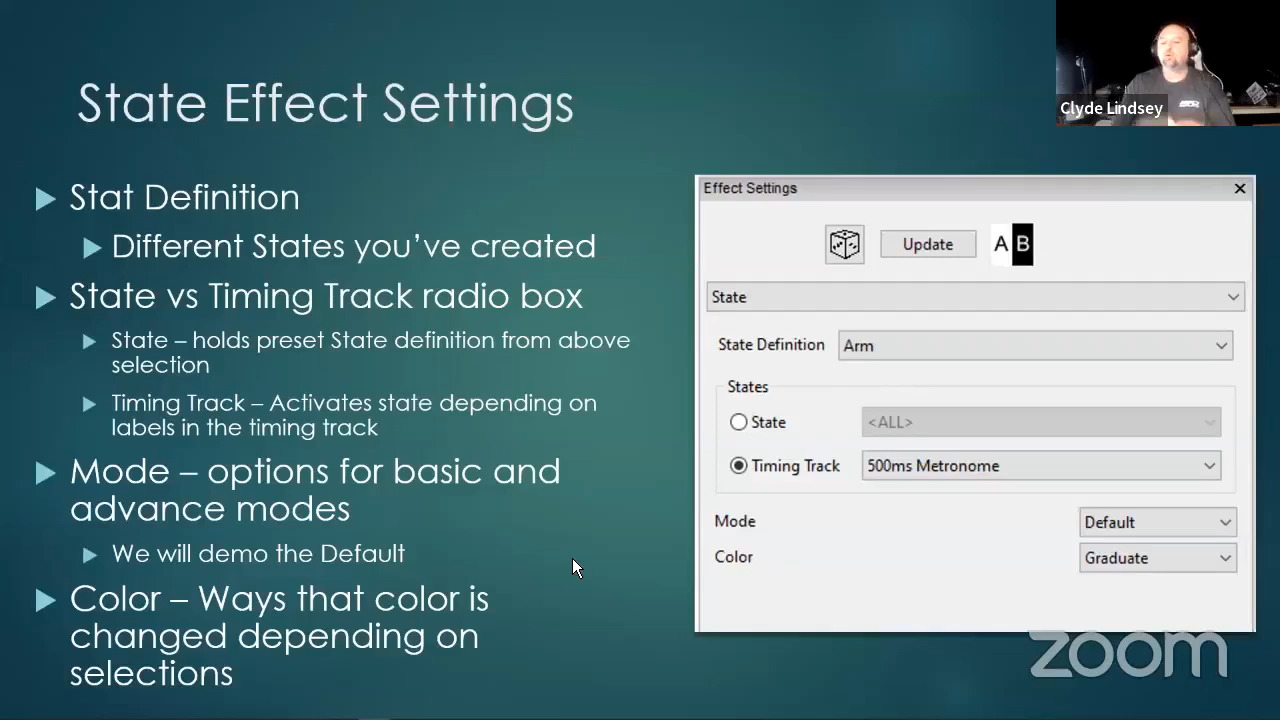 Clyde Lindsey
State Effect Settings
Stat Definition
Different States you've created
State vs Timing Track radio box
State – holds preset State definition from above
selection
Timing Track – Activates state depending on
labels in the timing track
Mode – options for basic and
advance modes
We will demo the Default
Color – Ways that color is
changed depending on
selections
Effect Settings
Update
A B
State
State Definition Arm
States
State <ALL>
Timing Track 500ms Metronome
Mode Default
Color Graduate
zoom